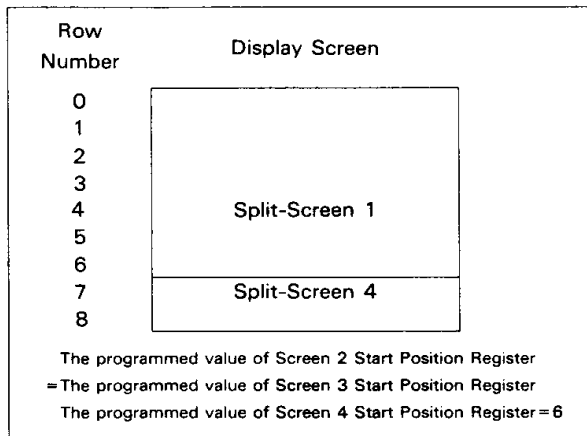 Row
Number
Display Screen
0
1
2
3
4
Split-Screen 1
5
6
7
Split-Screen 4
8
The programmed value of Screen 2 Start Position Register
=The programmed value of Screen 3 Start Position Register
The programmed value of Screen 4 Start Position Register=6